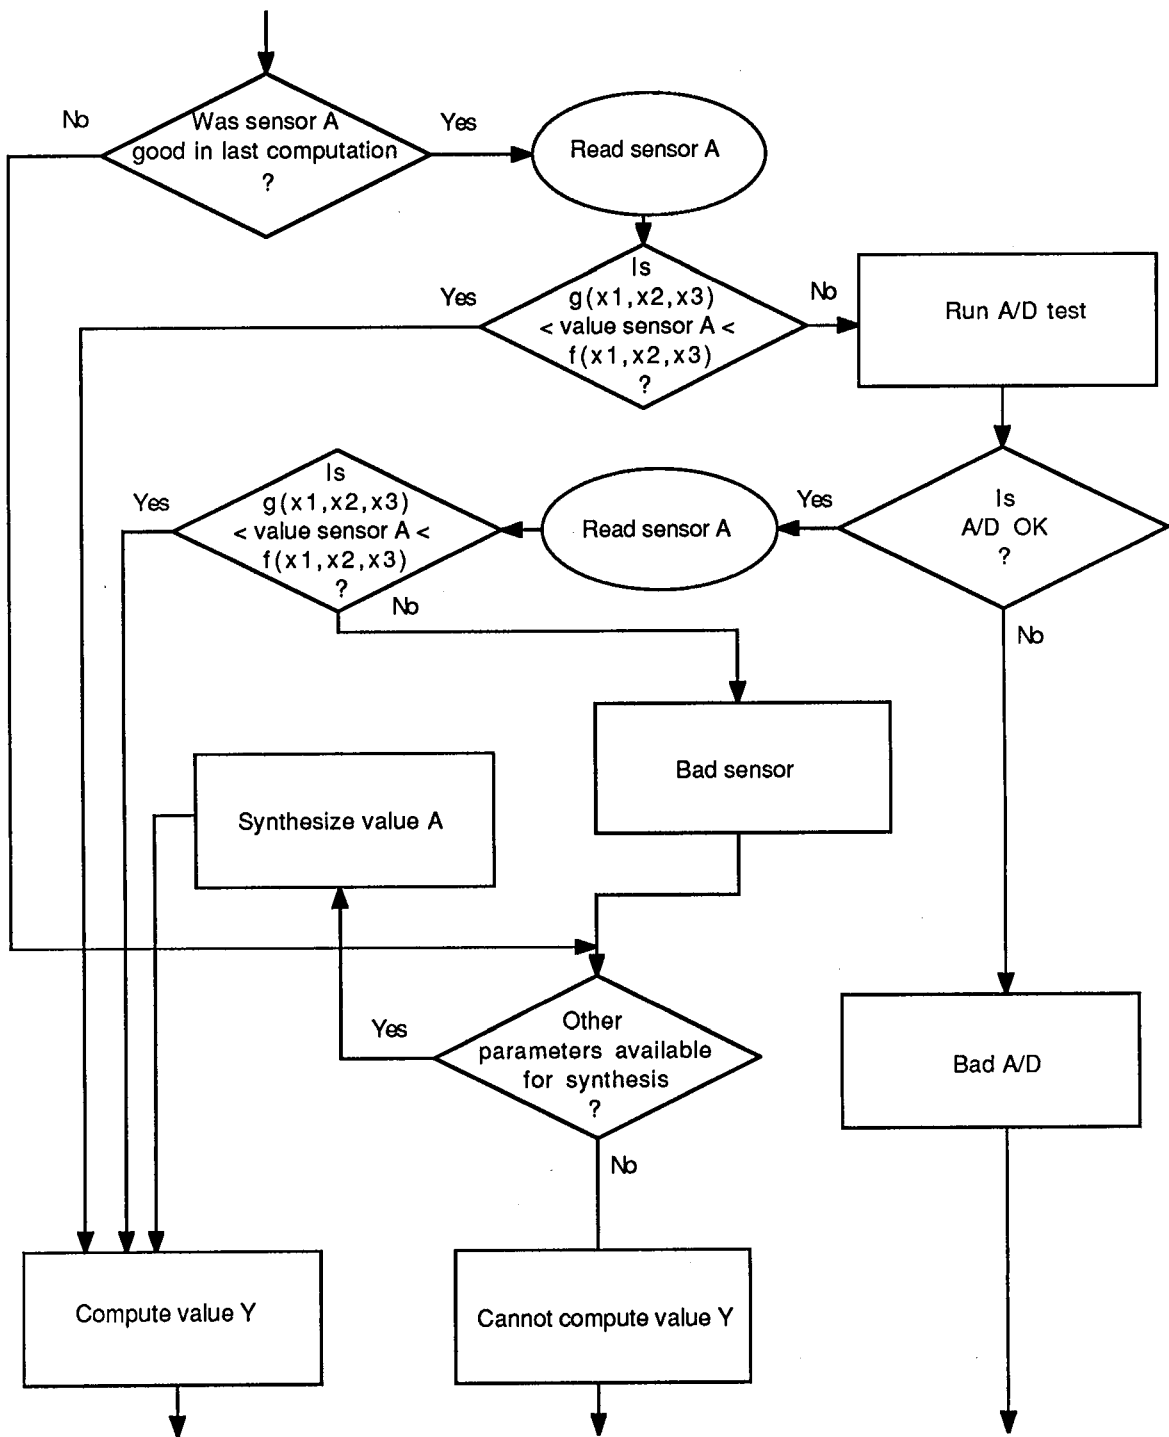 No
Was sensor A
good in last computation
?
Yes
Read sensor A
Is
g(x1,x2,x3)
< value sensor A <
f(x1,x2,x3)
?
Yes
No
Run A/D test
Is
A/D OK
?
Yes
No
Read sensor A
Is
g(x1,x2,x3)
< value sensor A <
f(x1,x2,x3)
?
Yes
No
Bad sensor
Synthesize value A
Other
parameters available
for synthesis
?
Yes
No
Bad A/D
Compute value Y
Cannot compute value Y